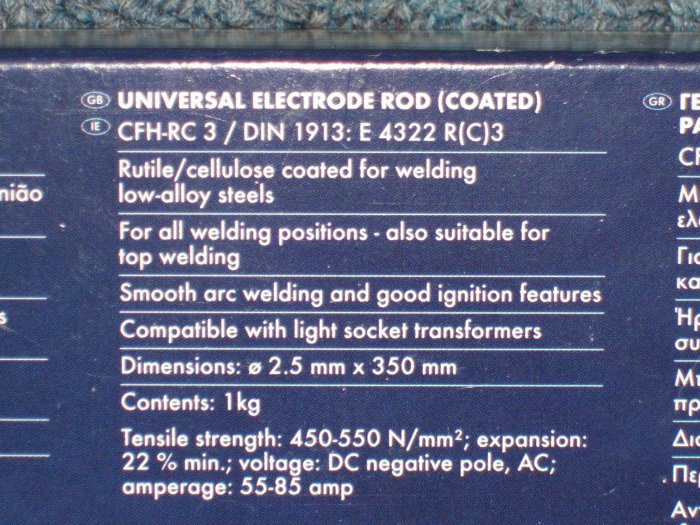 GB UNIVERSAL ELECTRODE ROD (COATED)
IE CFH-RC 3 / DIN 1913: E 4322 R(C)3
Rutile/cellulose coated for welding
low-alloy steels
For all welding positions - also suitable for
top welding
Smooth arc welding and good ignition features
Compatible with light socket transformers
Dimensions: ø 2.5 mm x 350 mm
Contents: 1kg
Tensile strength: 450-550 N/mm²; expansion:
22 % min.; voltage: DC negative pole, AC;
amperage: 55-85 amp
GR